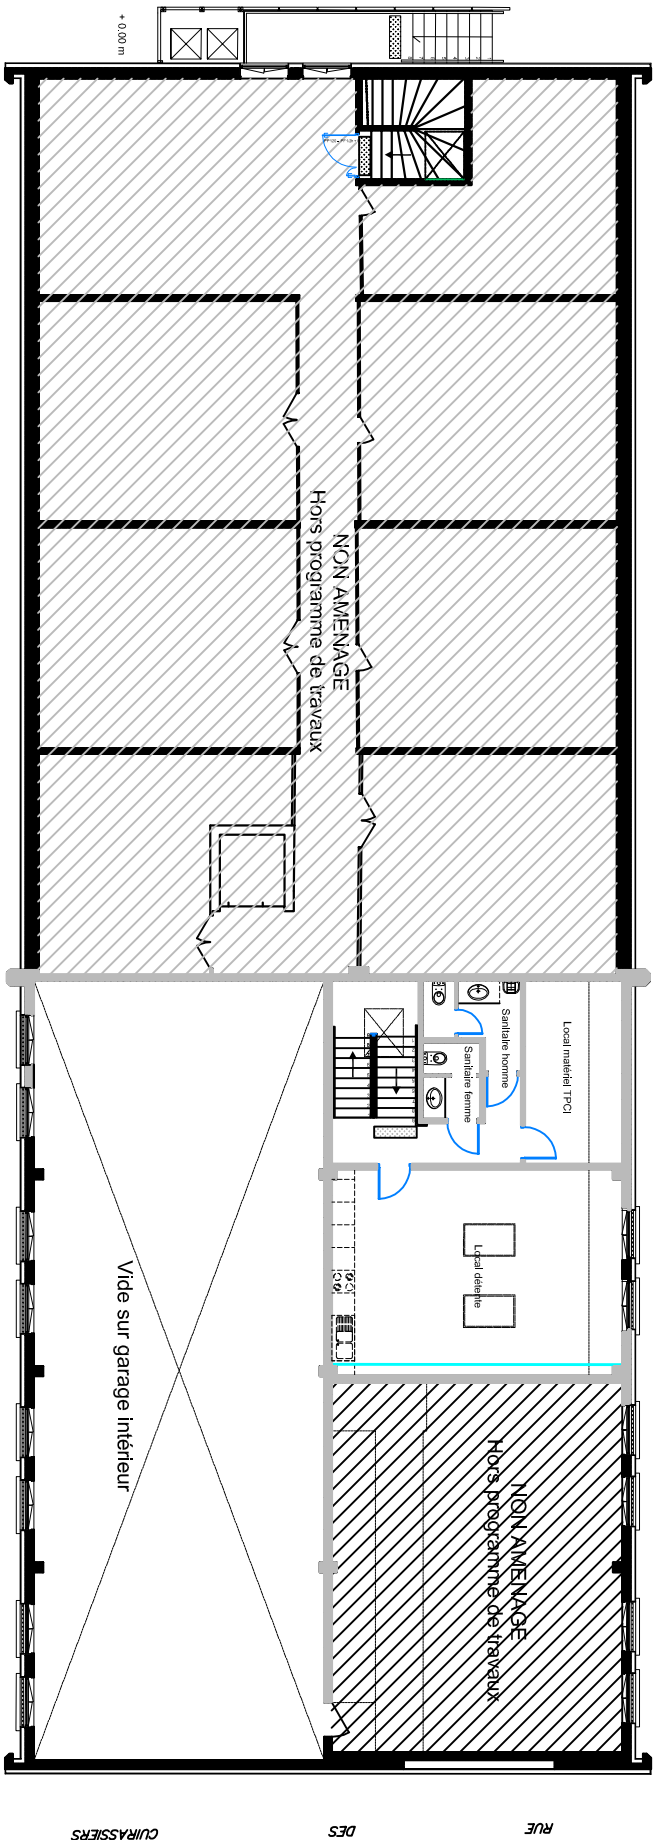 + 0.00 m
NON AMENAGE
Hors programme de travaux
Sanitaire homme
Local matériel TPCI
Sanitaire femme
Local détente
Vide sur garage intérieur
NON AMENAGE
Hors programme de travaux
RUE DES CUIRASSIERS